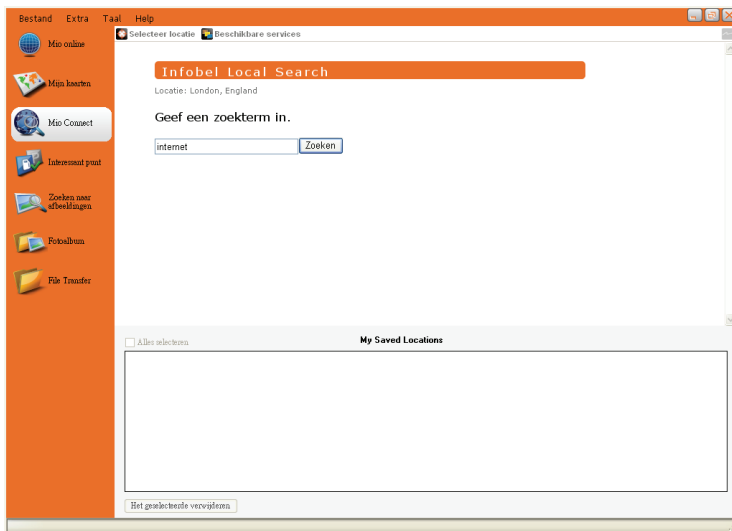 Bestand Extra Taal Help
Selecteer locatie Beschikbare services
Mio online
Mijn kaarten
Mio Connect
Interessant punt
Zoeken naar
afbeeldingen
Fotoalbum
File Transfer
Infobel Local Search
Locatie: London, England
Geef een zoekterm in.
internet Zoeken
Alles selecteren My Saved Locations
Het geselecteerde verwijderen